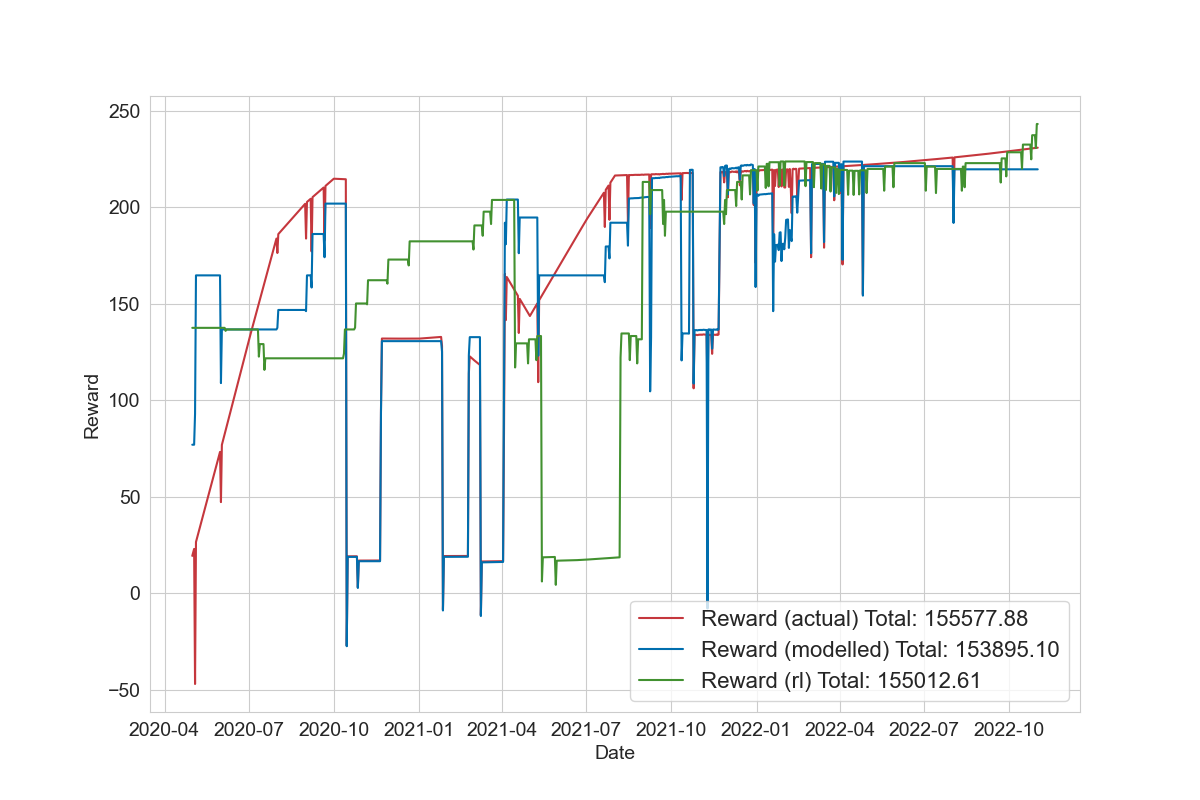 250
200
150
100
50
0
−50
Reward
Reward (actual) Total: 155577.88
Reward (modelled) Total: 153895.10
Reward (rl) Total: 155012.61
2020-04 2020-07 2020-10 2021-01 2021-04 2021-07 2021-10 2022-01 2022-04 2022-07 2022-10
Date